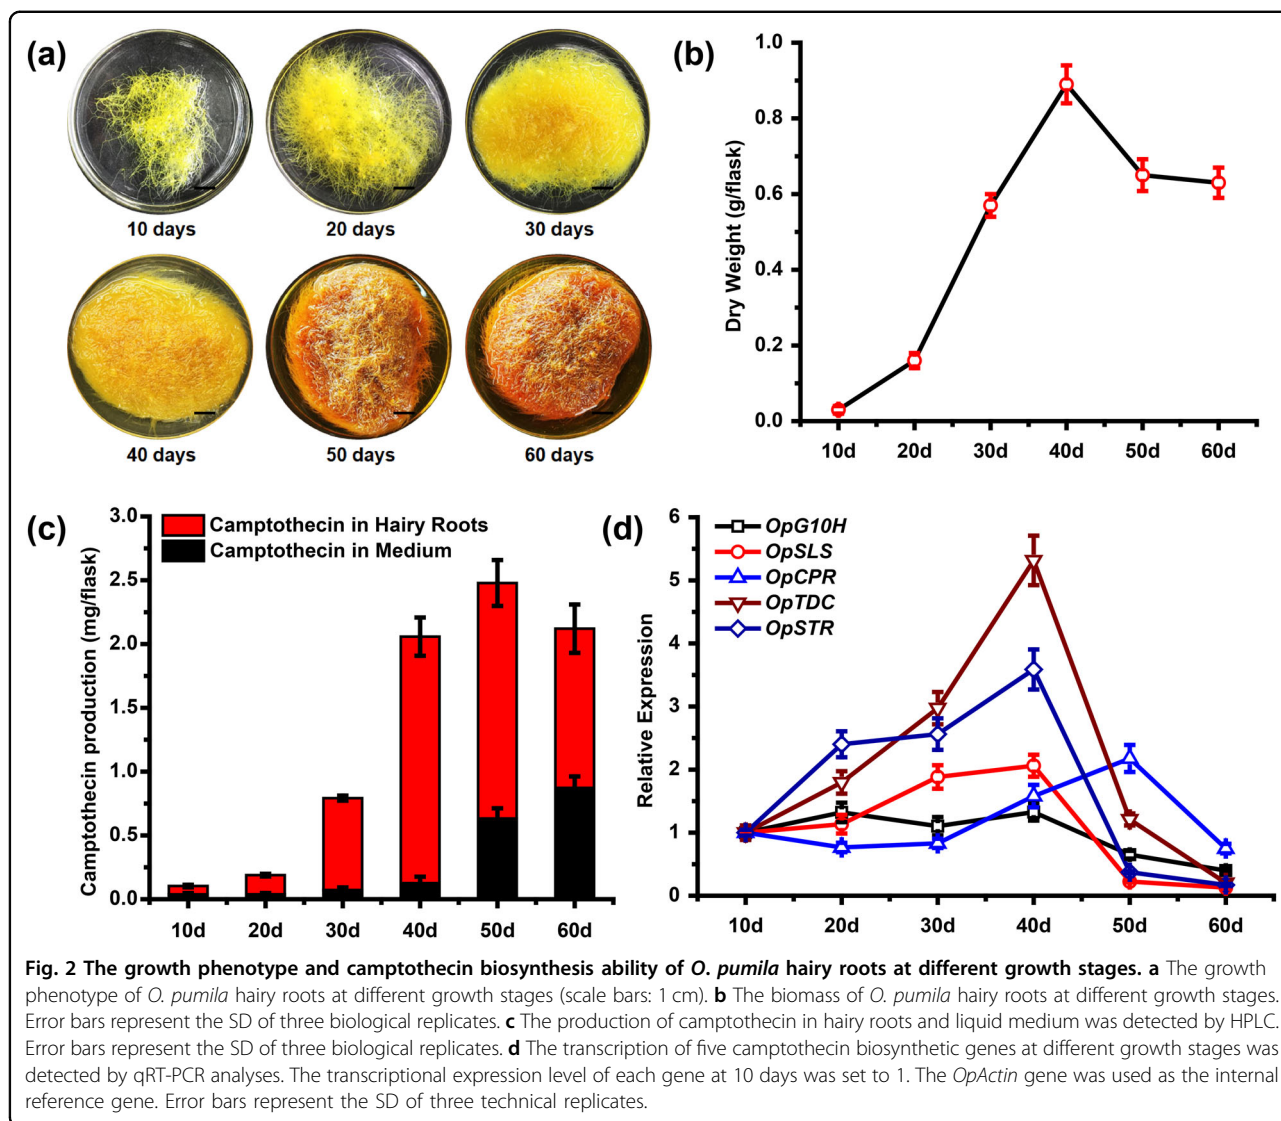 (a)
10 days
20 days
30 days
40 days
50 days
60 days
(b)
Dry Weight (g/flask)
1.0
0.8
0.6
0.4
0.2
0.0
10d 20d 30d 40d 50d 60d
(c)
Camptothecin production (mg/flask)
Camptothecin in Hairy Roots
Camptothecin in Medium
3.0
2.5
2.0
1.5
1.0
0.5
0.0
10d 20d 30d 40d 50d 60d
(d)
Relative Expression
OpG10H
OpSLS
OpCPR
OpTDC
OpSTR
6
5
4
3
2
1
0
10d 20d 30d 40d 50d 60d
Fig. 2 The growth phenotype and camptothecin biosynthesis ability of O. pumila hairy roots at different growth stages. a The growth
phenotype of O. pumila hairy roots at different growth stages (scale bars: 1 cm). b The biomass of O. pumila hairy roots at different growth stages.
Error bars represent the SD of three biological replicates. c The production of camptothecin in hairy roots and liquid medium was detected by HPLC.
Error bars represent the SD of three biological replicates. d The transcription of five camptothecin biosynthetic genes at different growth stages was
detected by qRT-PCR analyses. The transcriptional expression level of each gene at 10 days was set to 1. The OpActin gene was used as the internal
reference gene. Error bars represent the SD of three technical replicates.